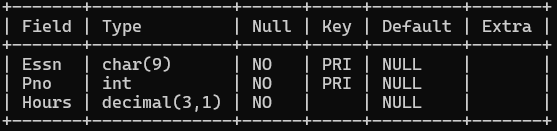 +-------+--------------+------+-----+---------+-------+
| Field | Type         | Null | Key | Default | Extra |
+-------+--------------+------+-----+---------+-------+
| Essn  | char(9)      | NO   | PRI | NULL    |       |
| Pno   | int          | NO   | PRI | NULL    |       |
| Hours | decimal(3,1) | NO   |     | NULL    |       |
+-------+--------------+------+-----+---------+-------+